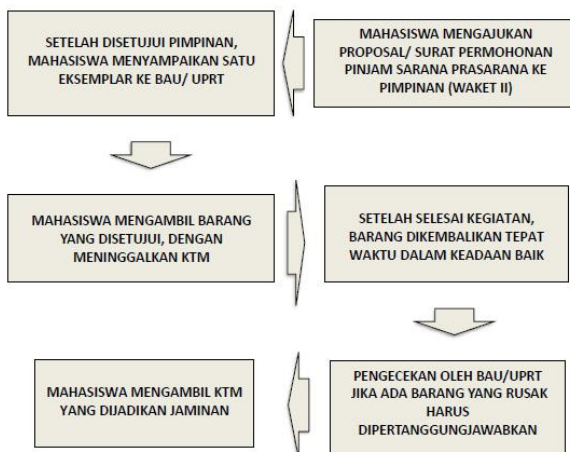 MAHASISWA MENGAJUKAN
PROPOSAL/ SURAT PERMOHONAN
PINJAM SARANA PRASARANA KE
PIMPINAN (WAKET II)
SETELAH DISETUJUI PIMPINAN,
MAHASISWA MENYAMPAIKAN SATU
EKSEMPLAR KE BAU/ UPRT
MAHASISWA MENGAMBIL BARANG
YANG DISETUJUI, DENGAN
MENINGGALKAN KTM
SETELAH SELESAI KEGIATAN,
BARANG DIKEMBALIKAN TEPAT
WAKTU DALAM KEADAAN BAIK
PENGECEKAN OLEH BAU/UPRT
JIKA ADA BARANG YANG RUSAK
HARUS
DIPERTANGGUNGJAWABKAN
MAHASISWA MENGAMBIL KTM
YANG DIJADIKAN JAMINAN